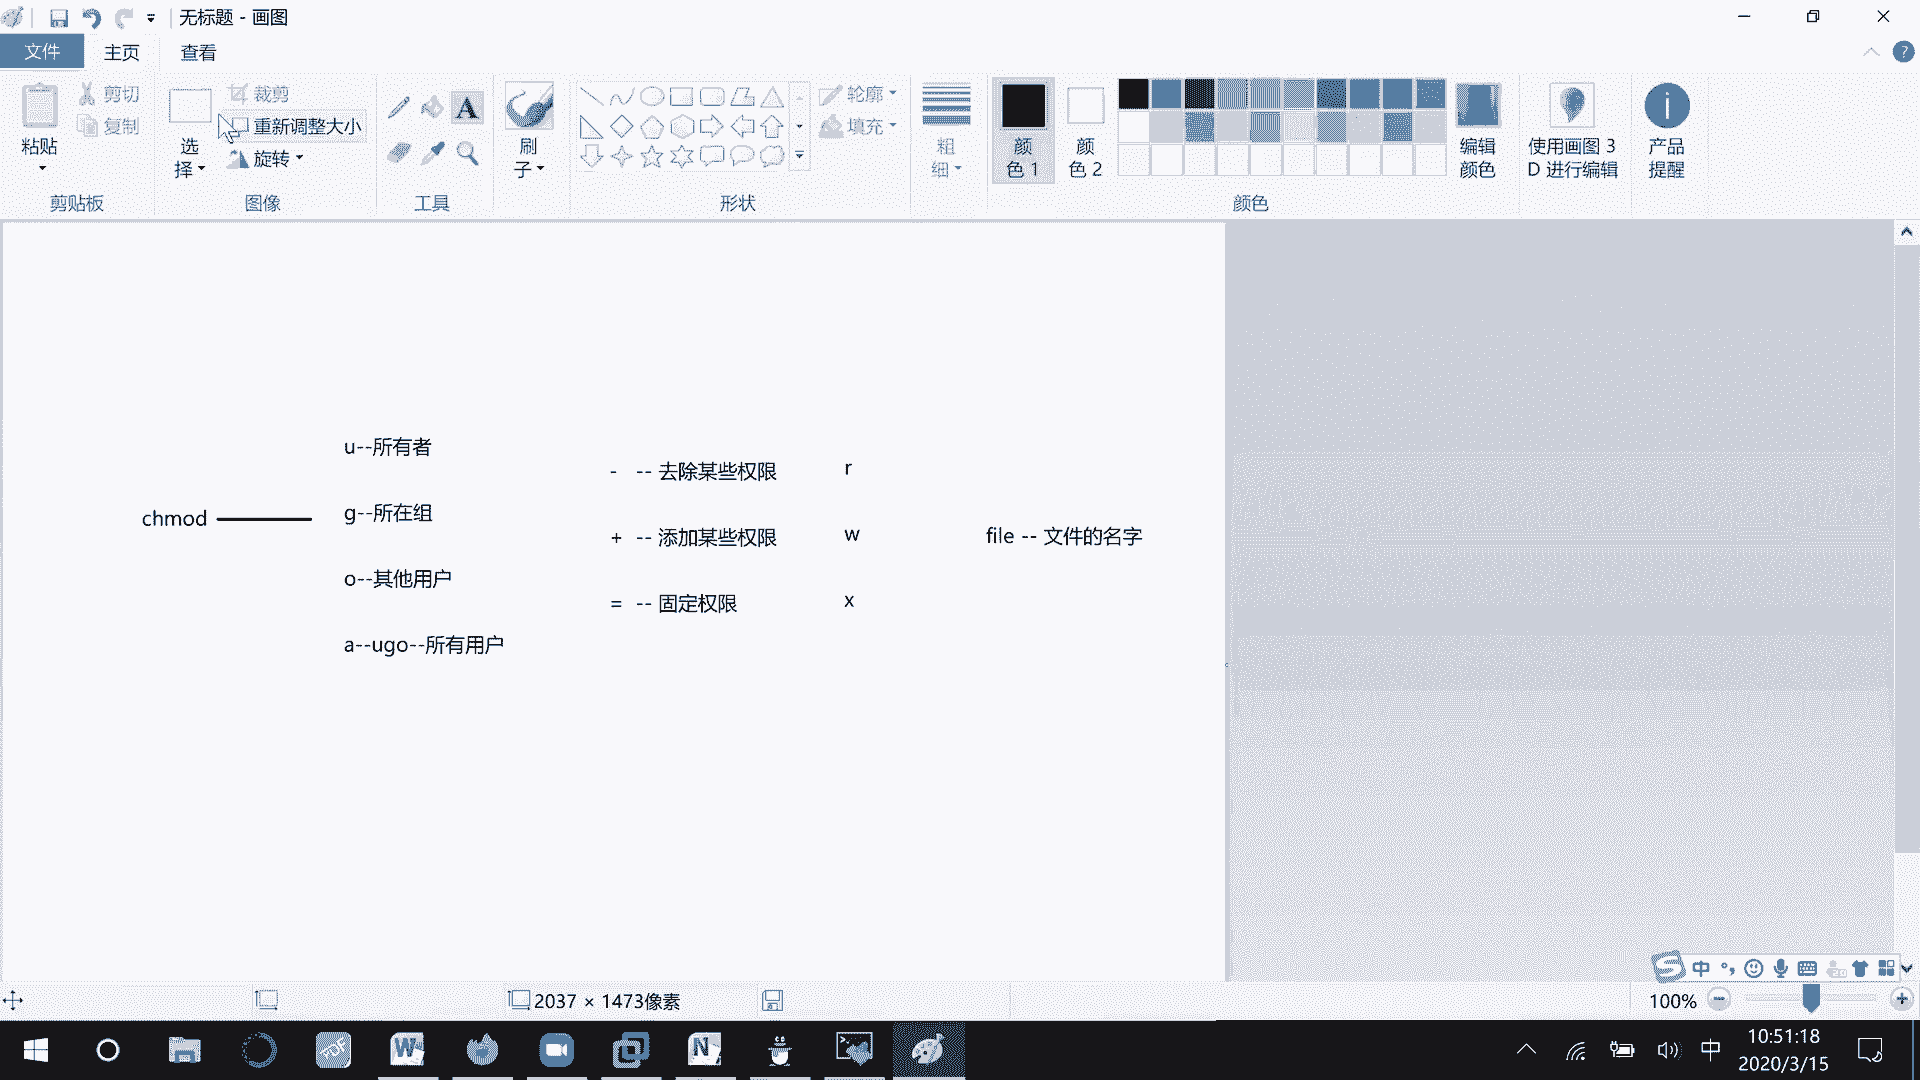 无标题 - 画图
文件 主页 查看
粘贴
剪切
复制
剪贴板
选
择
裁剪
重新调整大小
旋转
图像
A
工具
刷
子
形状
轮廓
填充
粗
细
颜
色 1
颜
色 2
颜色
编辑
颜色
使用画图 3
D 进行编辑
产品
提醒
u--所有者
chmod
g--所在组
o--其他用户
a--ugo--所有用户
- -- 去除某些权限
+ -- 添加某些权限
= -- 固定权限
r
w
x
file -- 文件的名字
中
2037 × 1473像素
100%
中
10:51:18
2020/3/15